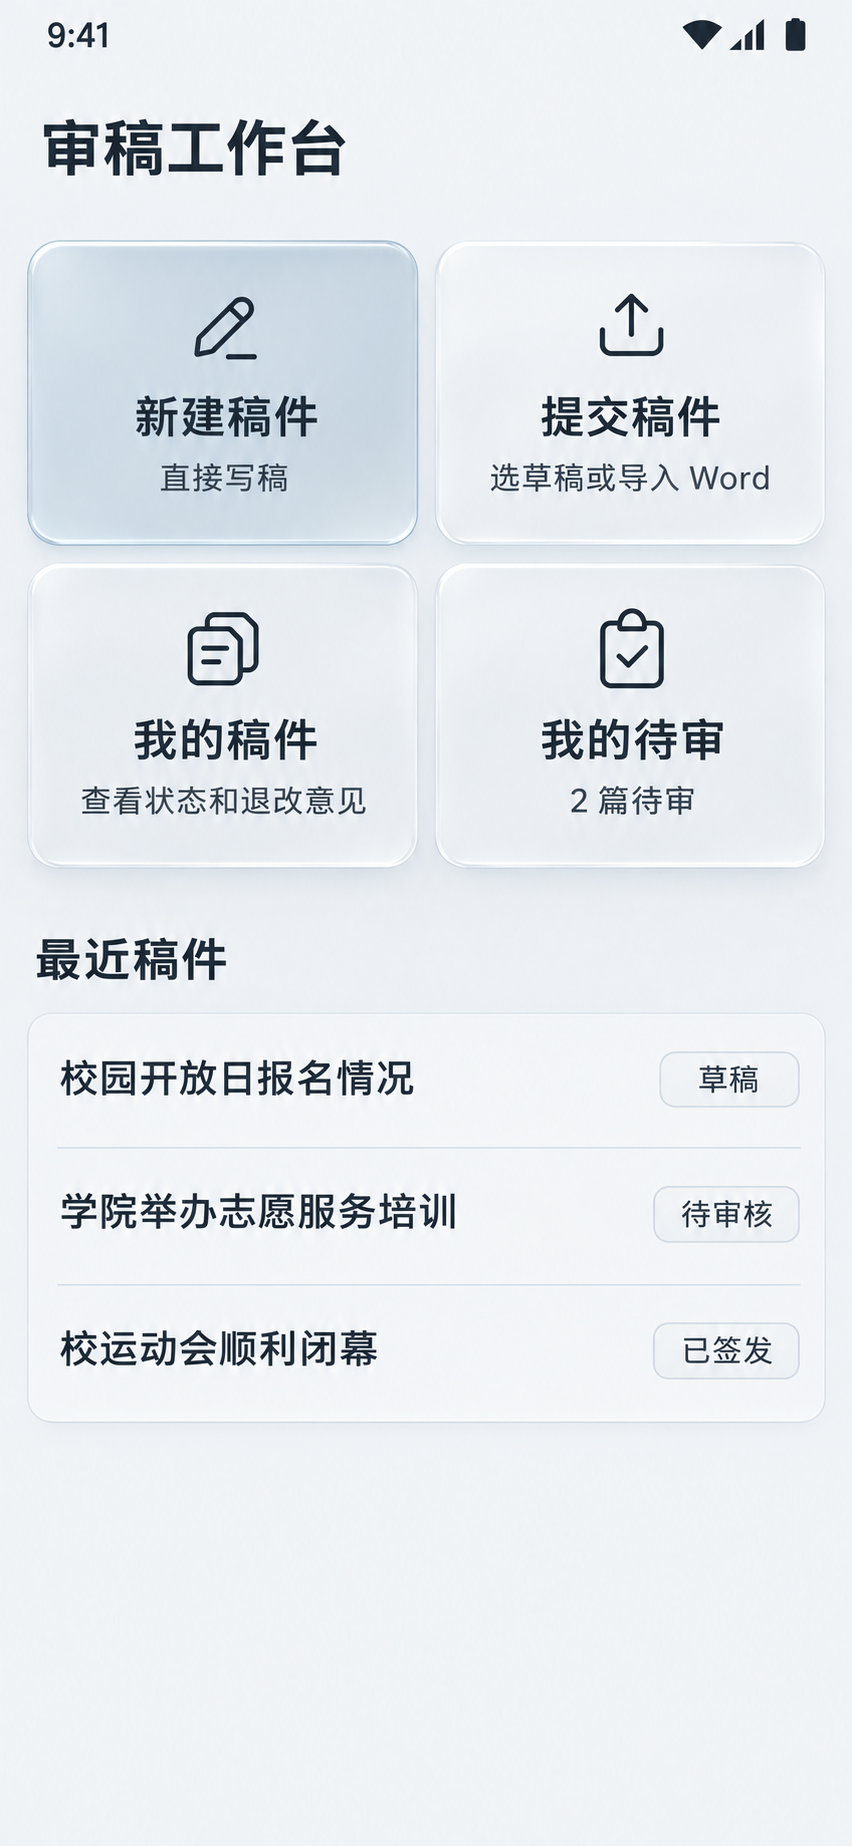 9:41
审稿工作台
新建稿件
直接写稿
提交稿件
选草稿或导入 Word
我的稿件
查看状态和退改意见
我的待审
2 篇待审
最近稿件
校园开放日报名情况
草稿
学院举办志愿服务培训
待审核
校运动会顺利闭幕
已签发